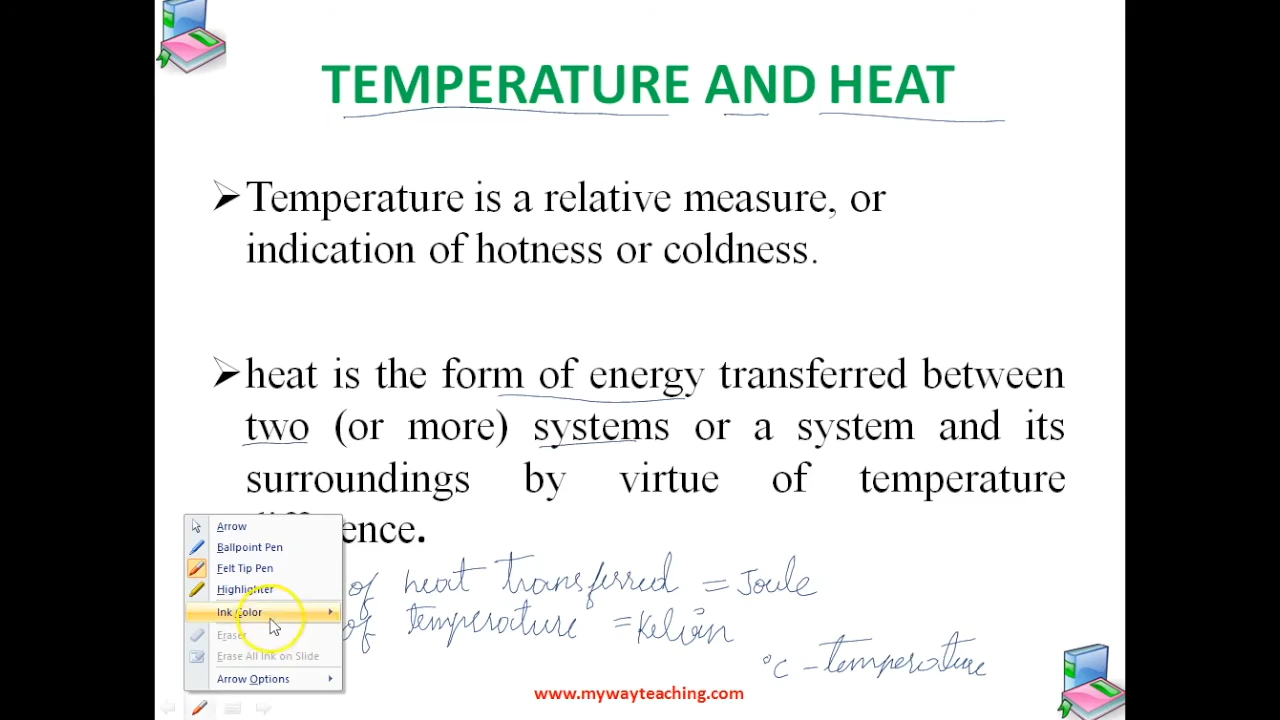 TEMPERATURE AND HEAT
Temperature is a relative measure, or
indication of hotness or coldness.
heat is the form of energy transferred between
two (or more) systems or a system and its
surroundings by virtue of temperature
ence.
Arrow
Ballpoint Pen
Felt Tip Pen
Highlighter
Ink Color
Eraser
Erase All Ink on Slide
Arrow Options
of heat transferred = Joule
of temperature = Kelvin
°C - temperature
www.mywayteaching.com